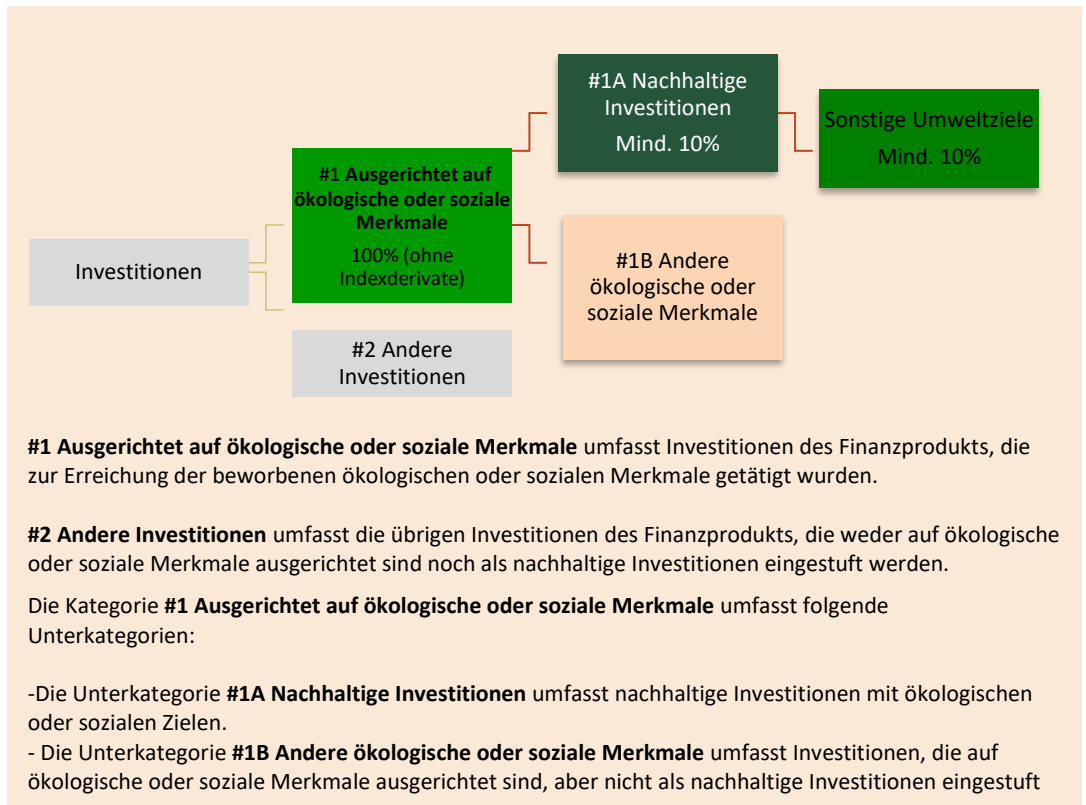 #1A Nachhaltige
Investitionen
Mind. 10%
Sonstige Umweltziele
Mind. 10%
#1 Ausgerichtet auf
ökologische oder soziale
Merkmale
100% (ohne
Indexderivate)
Investitionen
#1B Andere
ökologische oder
soziale Merkmale
#2 Andere
Investitionen
#1 Ausgerichtet auf ökologische oder soziale Merkmale umfasst Investitionen des Finanzprodukts, die
zur Erreichung der beworbenen ökologischen oder sozialen Merkmale getätigt wurden.
#2 Andere Investitionen umfasst die übrigen Investitionen des Finanzprodukts, die weder auf ökologische
oder soziale Merkmale ausgerichtet sind noch als nachhaltige Investitionen eingestuft werden.
Die Kategorie #1 Ausgerichtet auf ökologische oder soziale Merkmale umfasst folgende
Unterkategorien:
-Die Unterkategorie #1A Nachhaltige Investitionen umfasst nachhaltige Investitionen mit ökologischen
oder sozialen Zielen.
- Die Unterkategorie #1B Andere ökologische oder soziale Merkmale umfasst Investitionen, die auf
ökologische oder soziale Merkmale ausgerichtet sind, aber nicht als nachhaltige Investitionen eingestuft